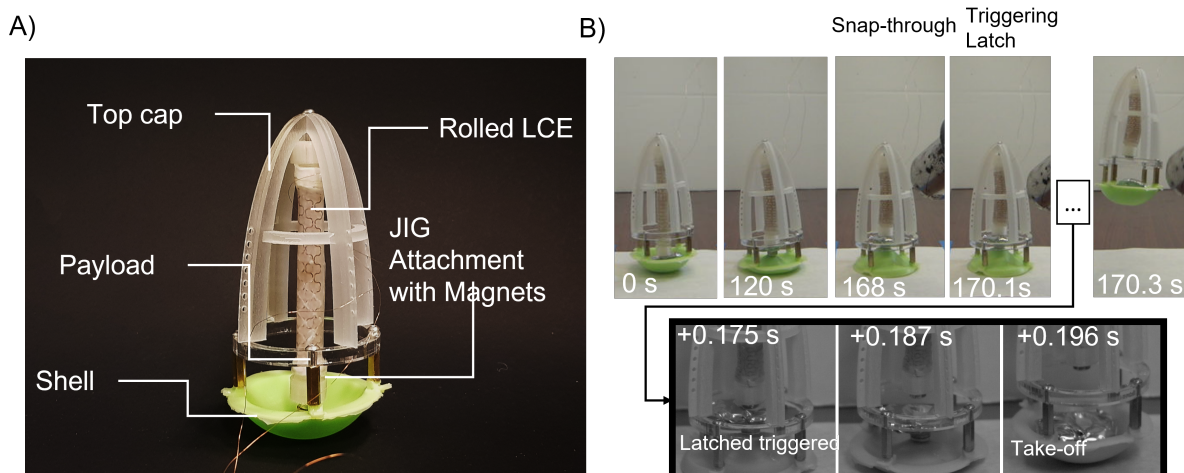 A)
Top cap
Rolled LCE
JIG
Attachment
with Magnets
Payload
Shell
B)
Snap-through
Triggering
Latch
0 s
120 s
168 s
170.1s
...
170.3 s
+0.175 s
+0.187 s
+0.196 s
Latched triggered
Take-off